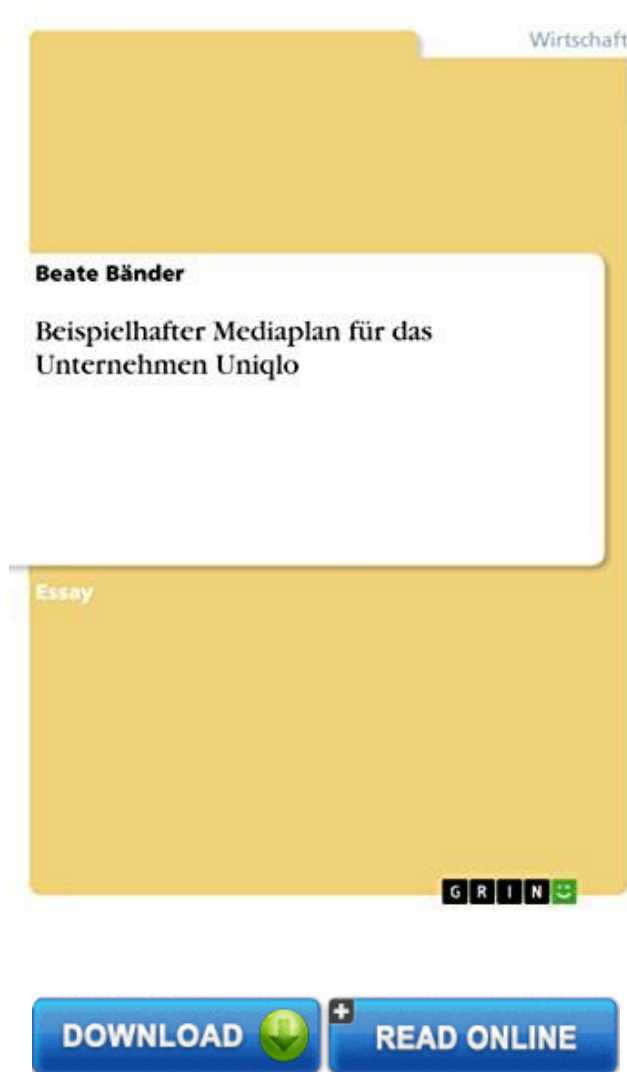 Wirtschaft
Beate Bänder
Beispielhafter Mediaplan für das
Unternehmen Uniqlo
Essay
GRIN
DOWNLOAD
READ ONLINE